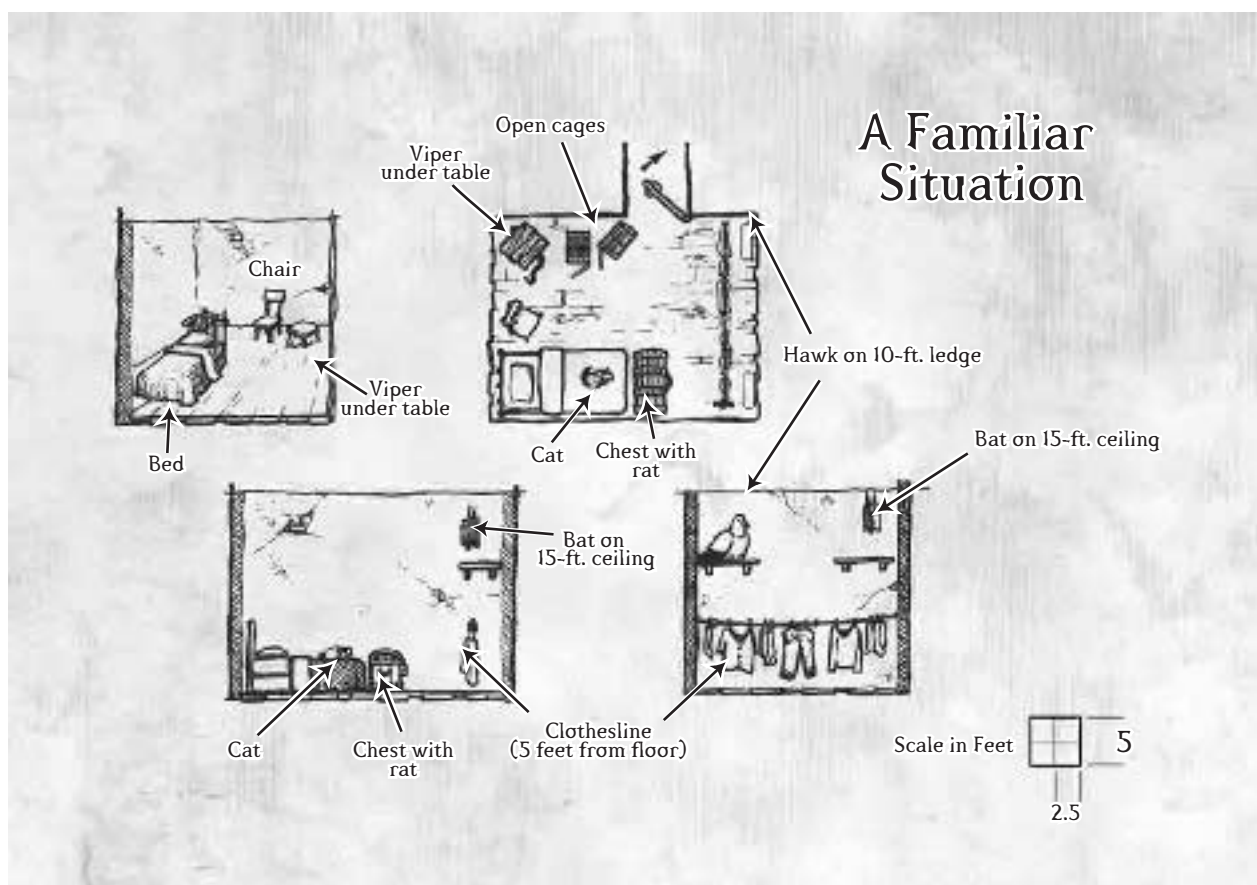 A Familiar
Situation
Open cages
Viper
under table
Chair
Hawk on 10-ft. ledge
Viper
under table
Bed
Cat
Chest with
rat
Bat on 15-ft. ceiling
Bat on
15-ft. ceiling
Cat
Chest with
rat
Clothesline
(5 feet from floor)
Scale in Feet
5
2.5